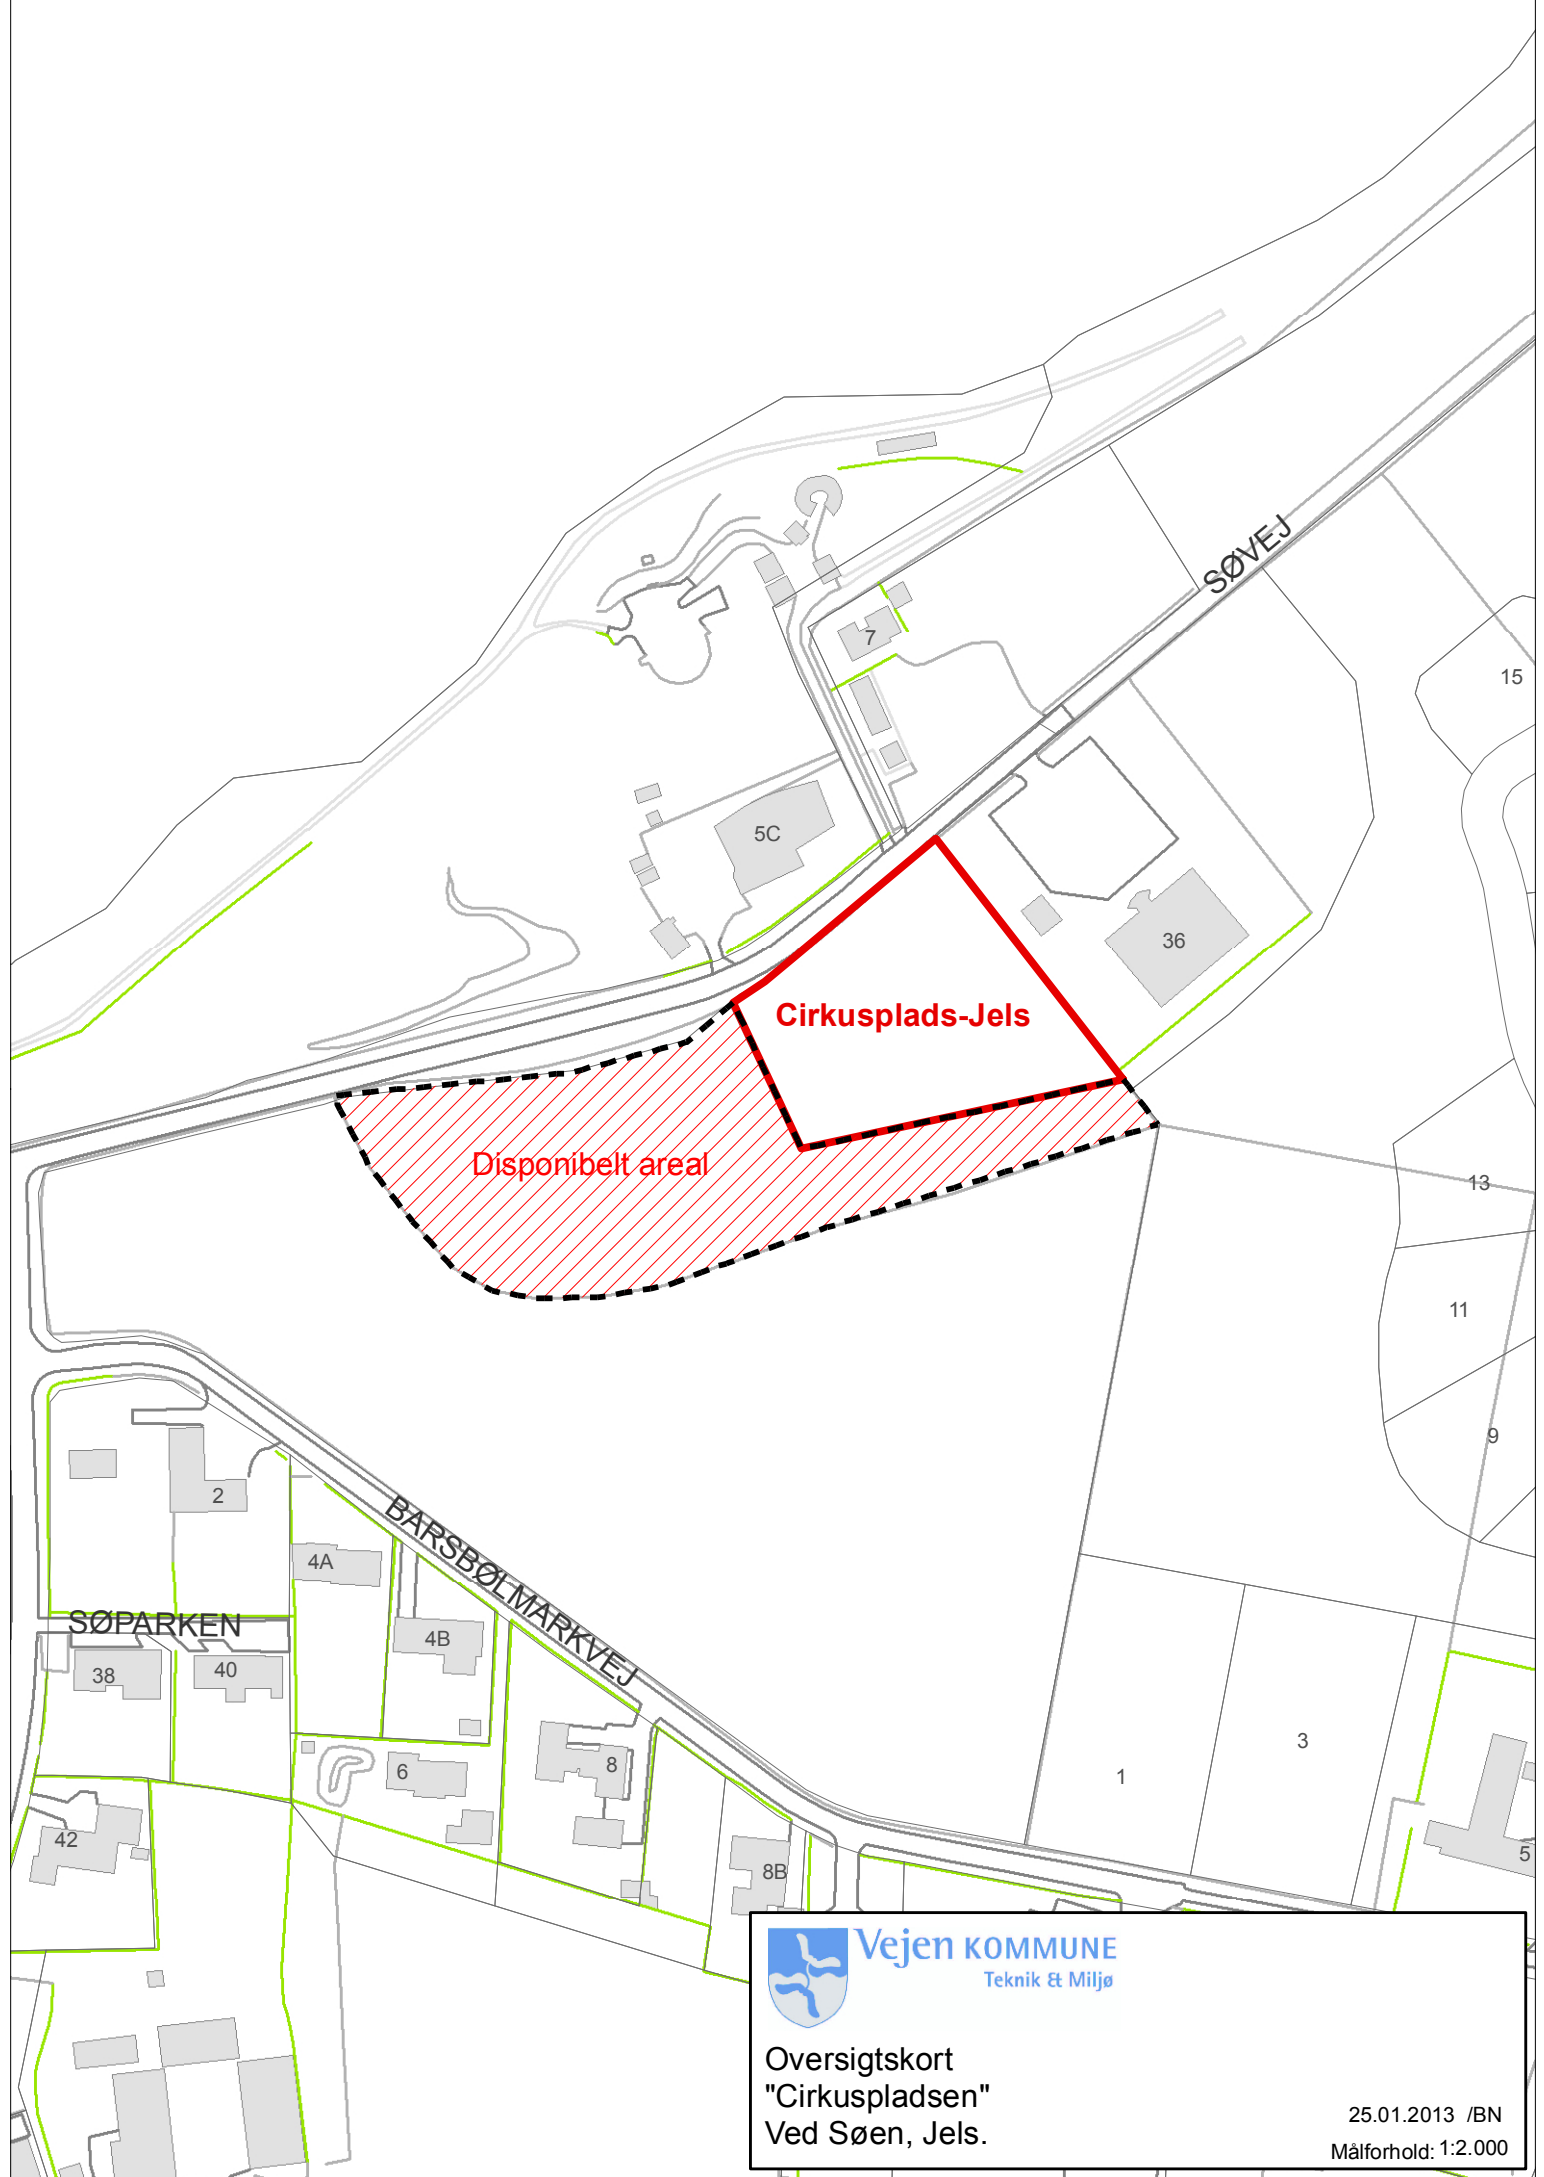 SØVEJ
7
15
5C
36
Cirkusplads-Jels
Disponibelt areal
13
11
9
2
BARSBØLMARKVEJ
4A
SØPARKEN
4B
38
40
3
6
8
1
42
5
8B
Vejen KOMMUNE
Teknik & Miljø
Oversigtskort
"Cirkuspladsen"
Ved Søen, Jels.
25.01.2013 /BN
Målforhold: 1:2.000